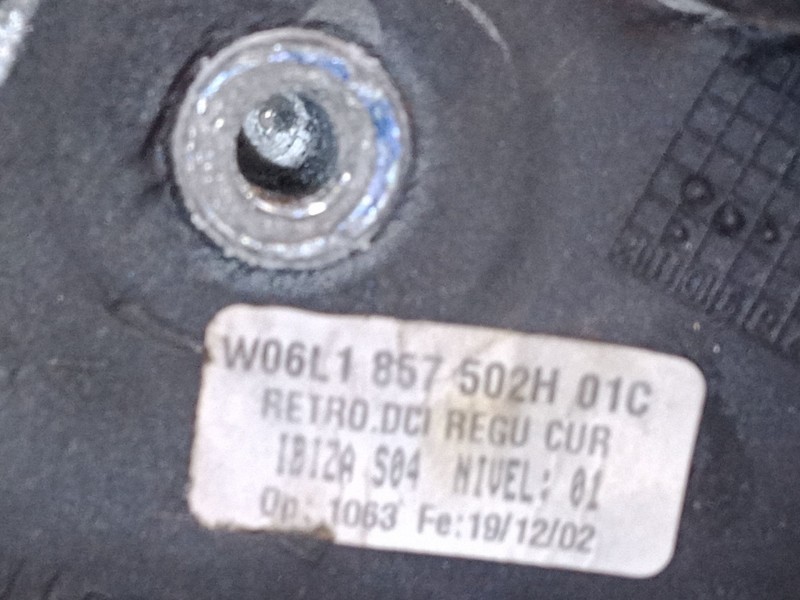 W06L1 857 502H 01C
RETRO.DCI REGU CUR
IBIZA S04 NIVEL: 01
Op: 1063 Fe:19/12/02